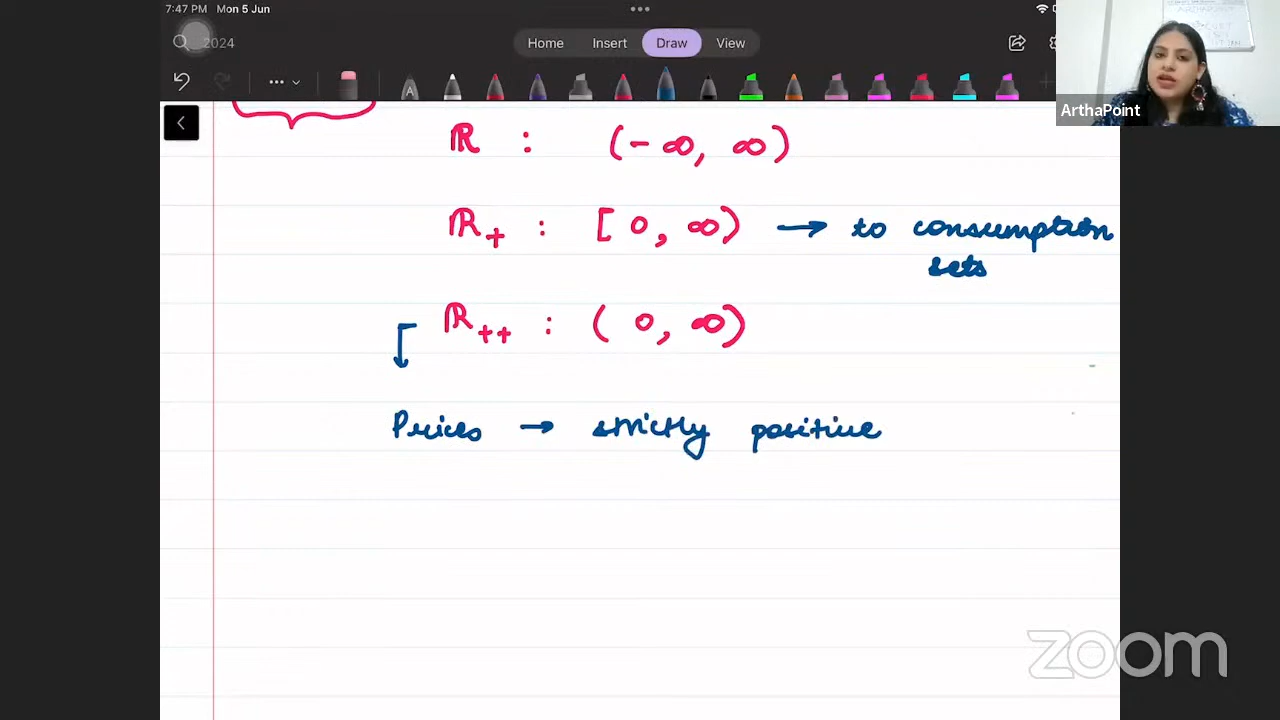 7:47 PM Mon 5 Jun
2024
Home Insert Draw View
A
ArthaPoint
ℝ : (-∞, ∞)
ℝ+ : [0, ∞) → to consumption
sets
ℝ++ : (0, ∞)
Prices → strictly positive
zoom